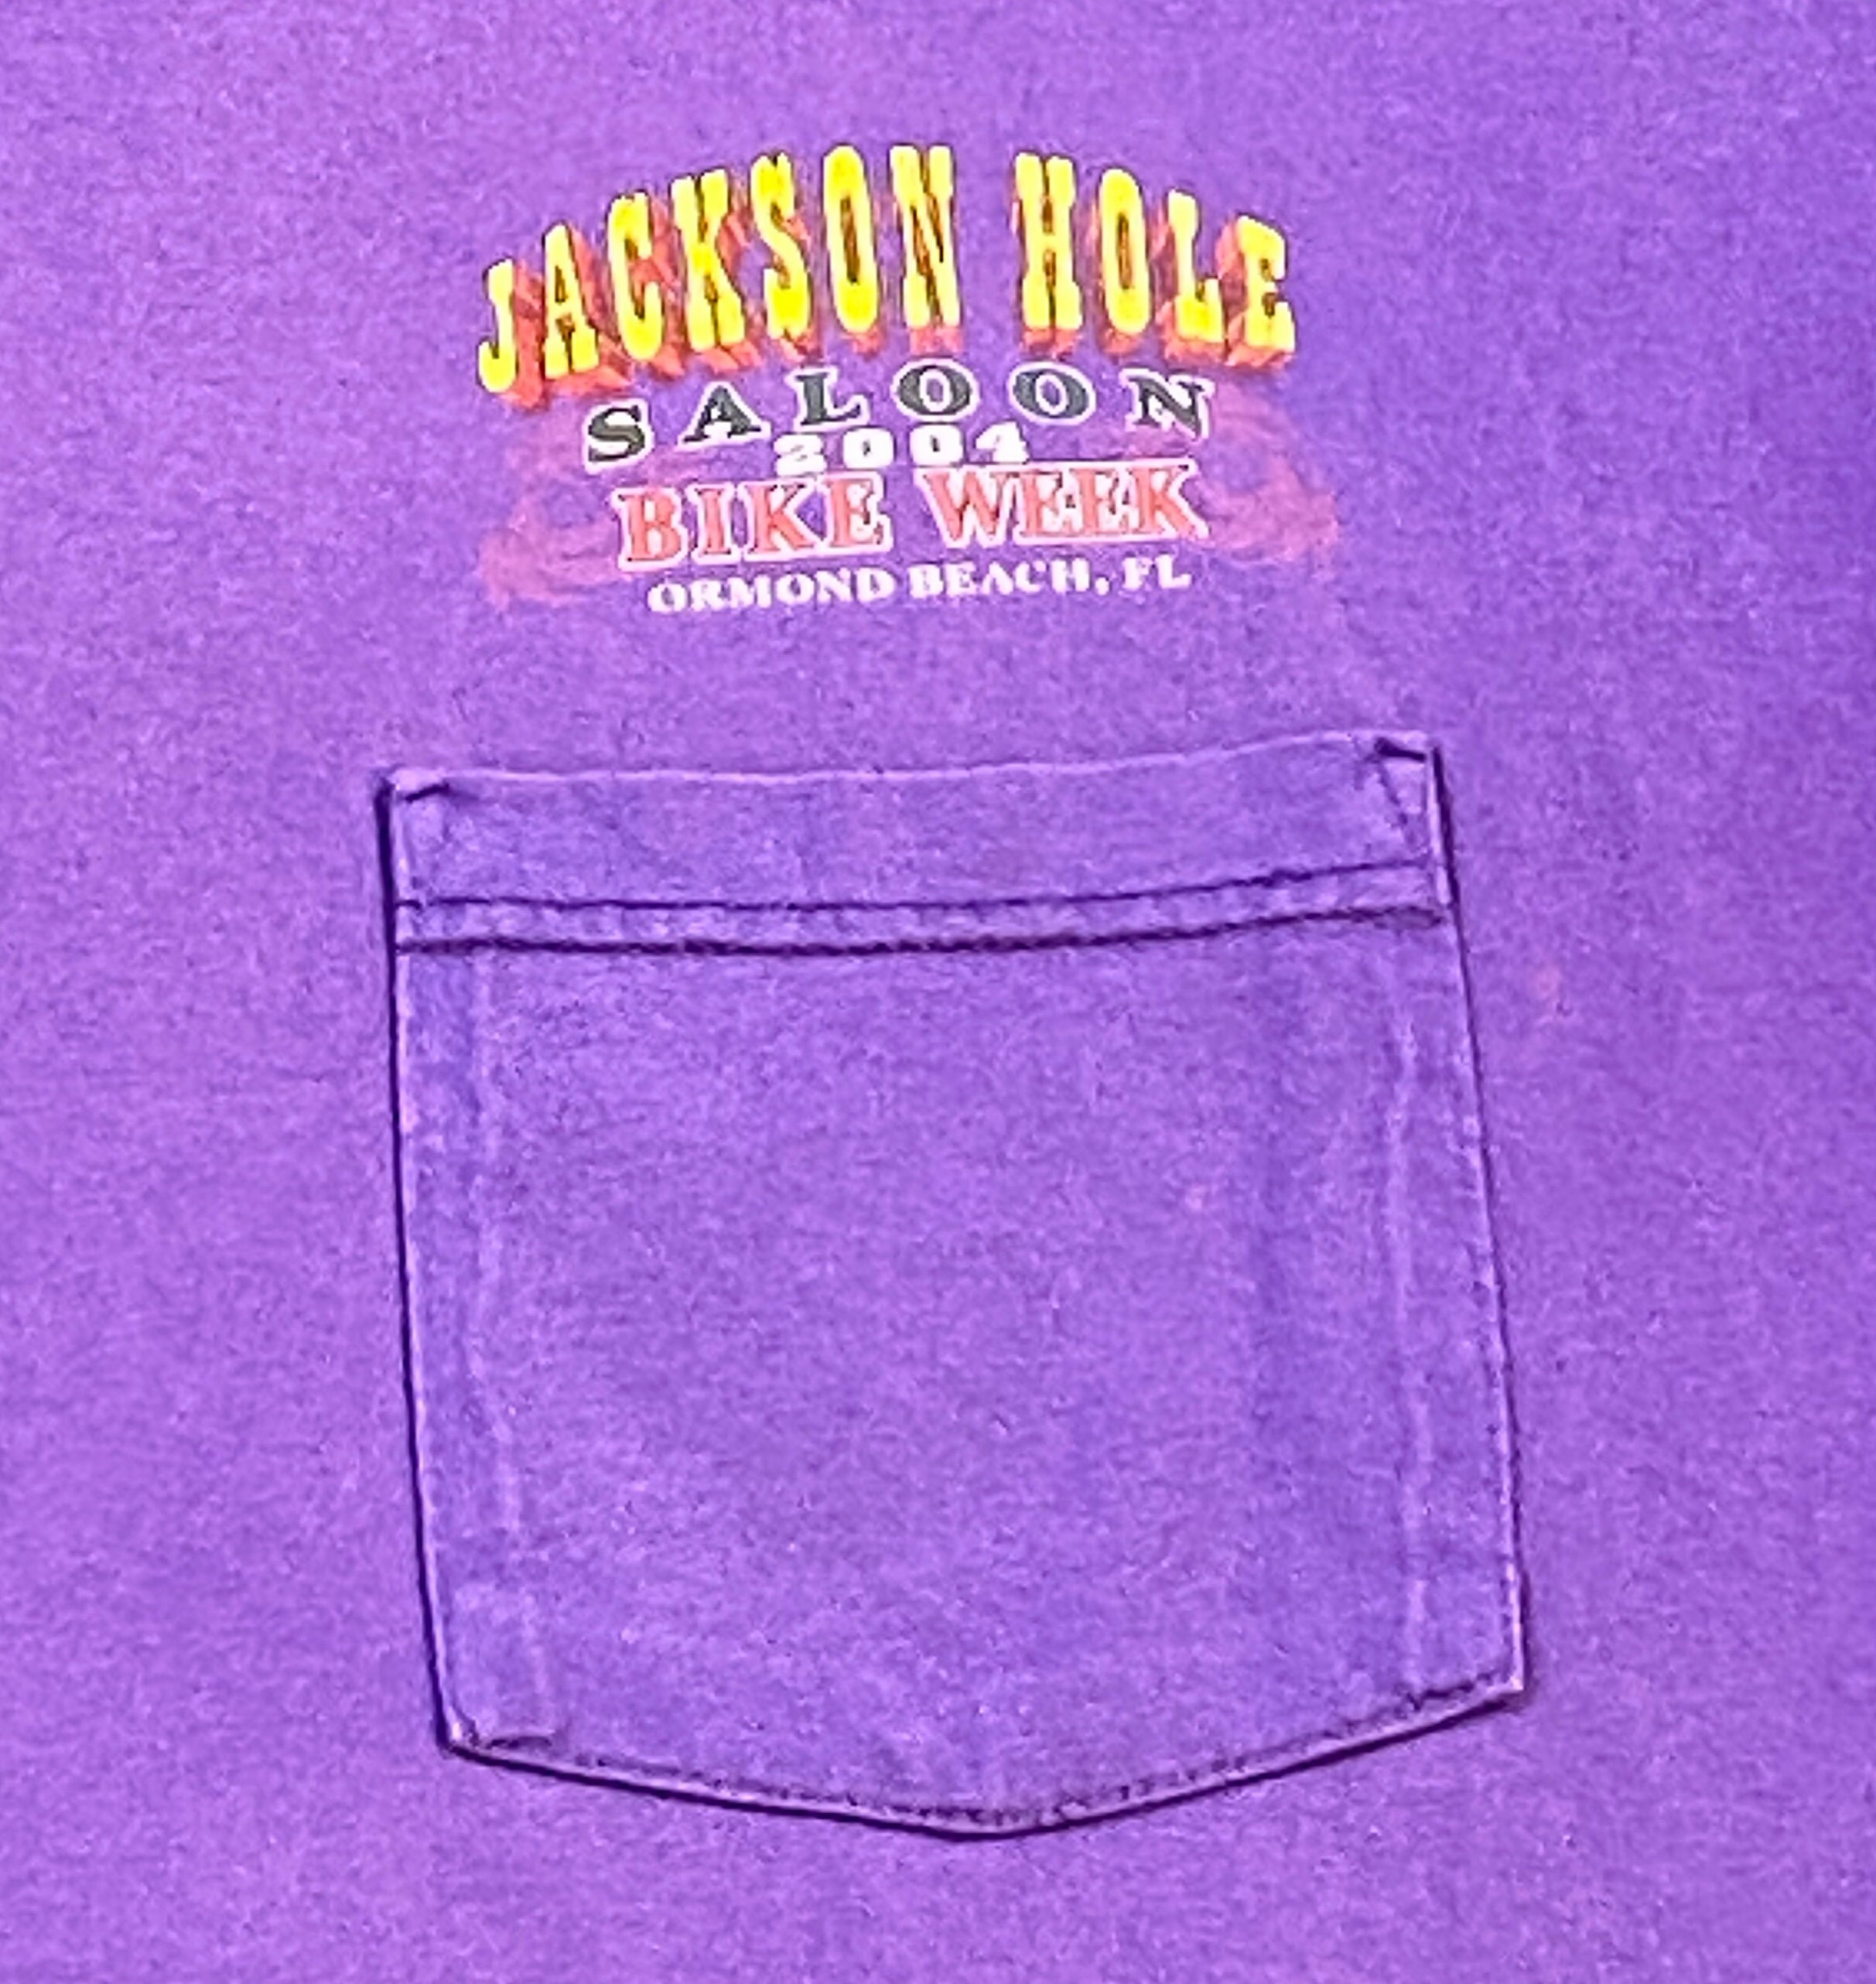 JACKSON HOLE
SALOON
2004
BIKE WEEK
ORMOND BEACH, FL